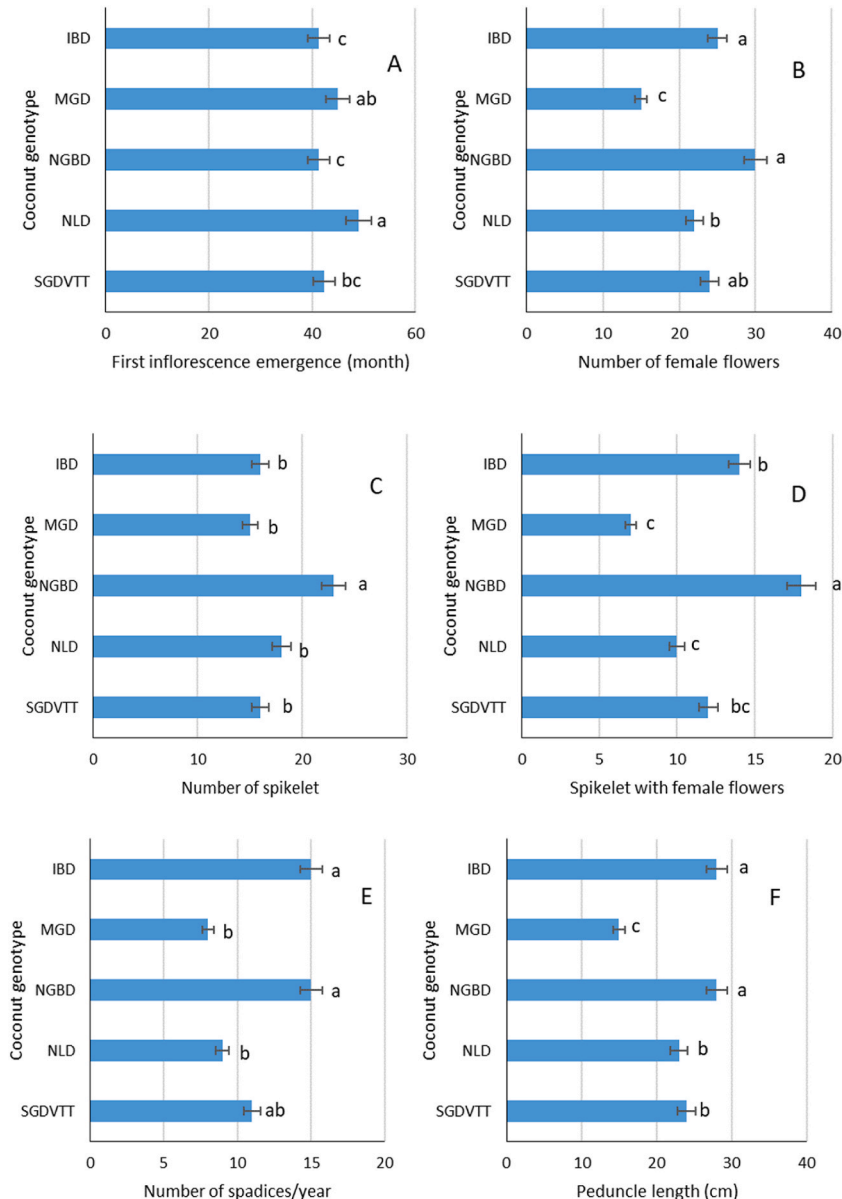 A
Coconut genotype
IBD
c
MGD
ab
NGBD
c
NLD
a
SGDVTT
bc
0 20 40 60
First inflorescence emergence (month)
B
Coconut genotype
IBD
a
MGD
c
NGBD
a
NLD
b
SGDVTT
ab
0 10 20 30 40
Number of female flowers
C
Coconut genotype
IBD
b
MGD
b
NGBD
a
NLD
b
SGDVTT
b
0 10 20 30
Number of spikelet
D
Coconut genotype
IBD
b
MGD
c
NGBD
a
NLD
c
SGDVTT
bc
0 5 10 15 20
Spikelet with female flowers
E
Coconut genotype
IBD
a
MGD
b
NGBD
a
NLD
b
SGDVTT
ab
0 5 10 15 20
Number of spadices/year
F
Coconut genotype
IBD
a
MGD
c
NGBD
a
NLD
b
SGDVTT
b
0 10 20 30 40
Peduncle length (cm)